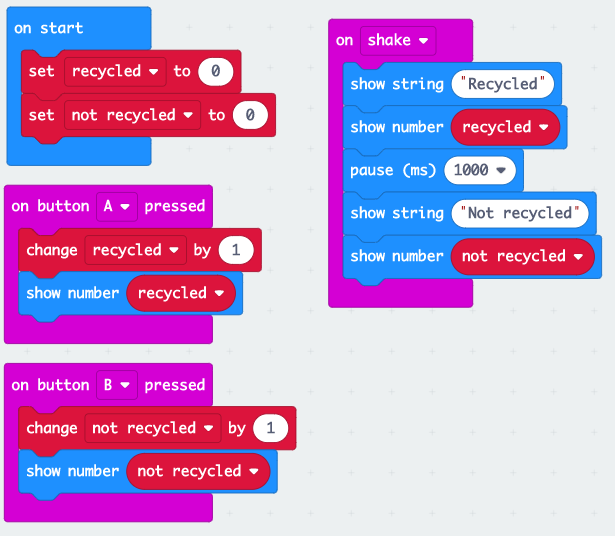 on start
set recycled to 0
set not recycled to 0
on button A pressed
change recycled by 1
show number recycled
on button B pressed
change not recycled by 1
show number not recycled
on shake
show string "Recycled"
show number recycled
pause (ms) 1000
show string "Not recycled"
show number not recycled